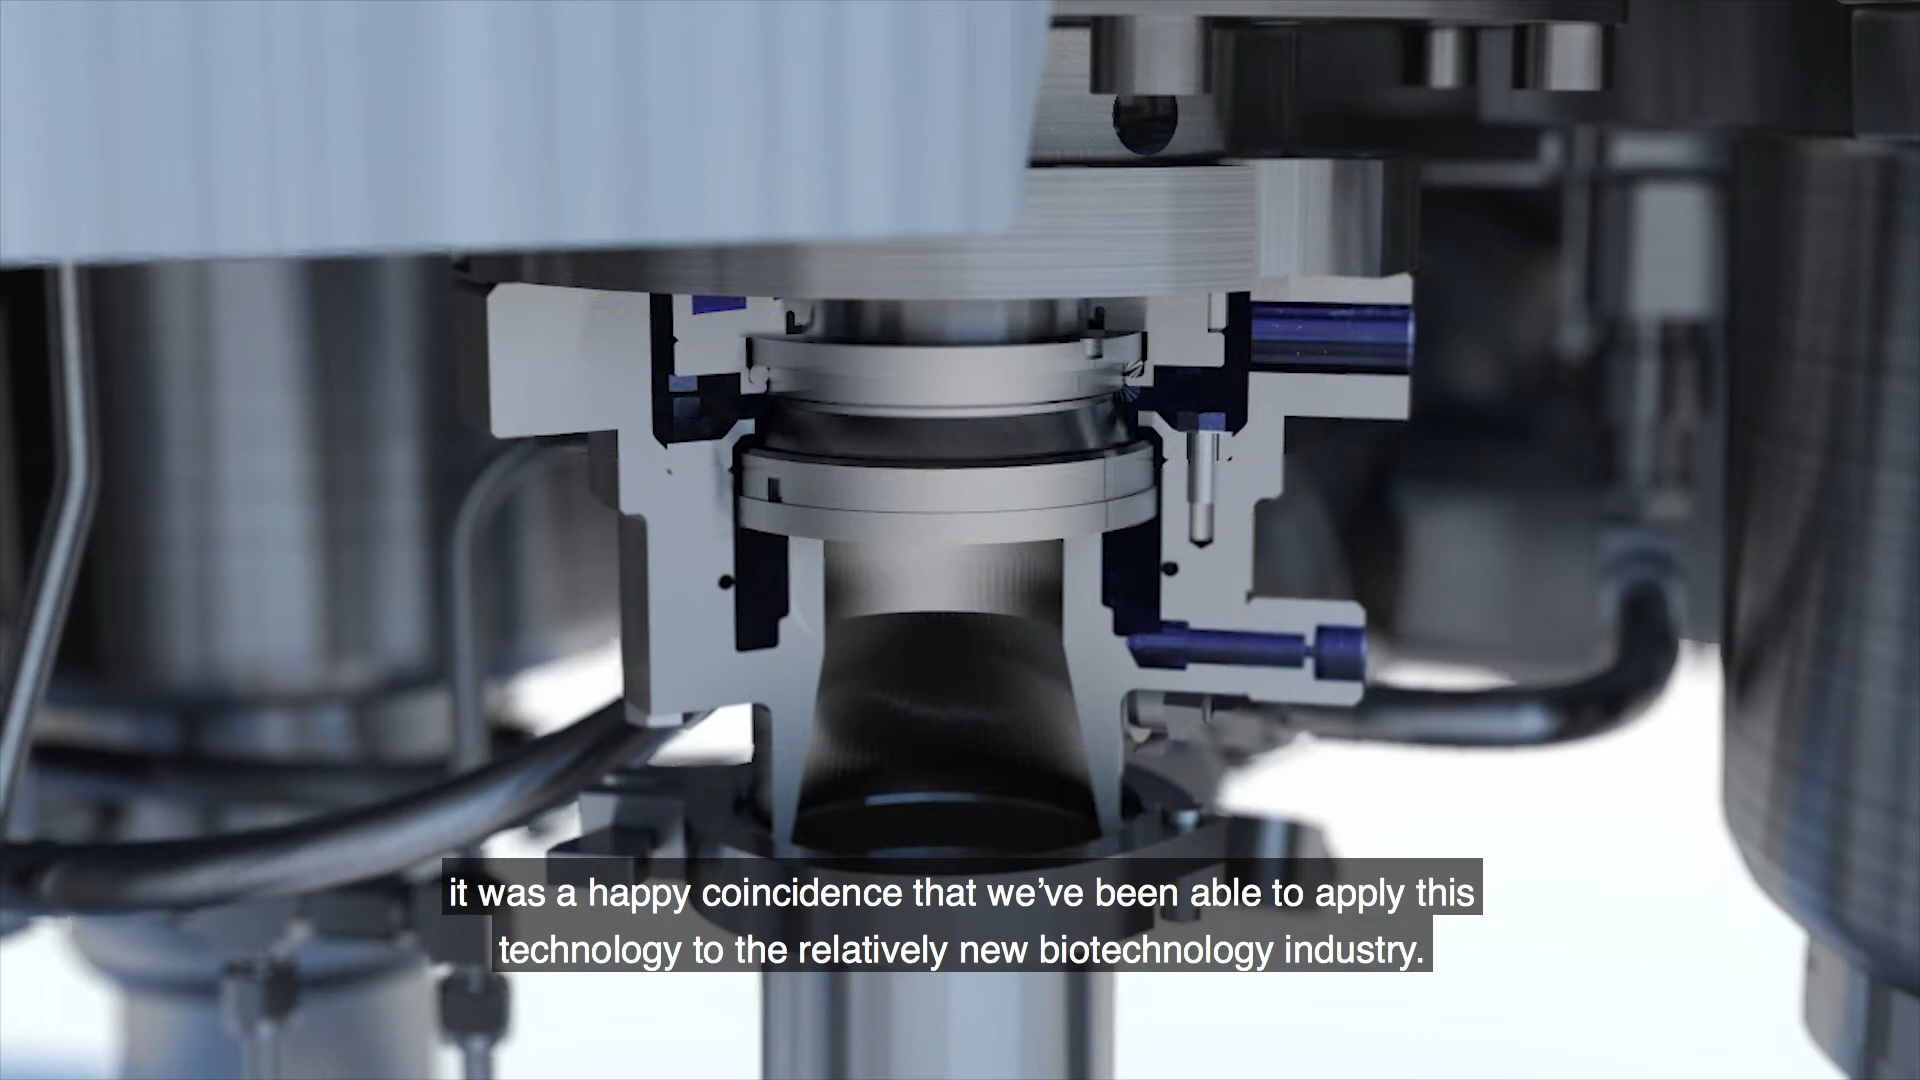 it was a happy coincidence that we’ve been able to apply this
technology to the relatively new biotechnology industry.